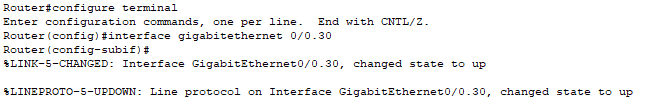 Router#configure terminal
Enter configuration commands, one per line.  End with CNTL/Z.
Router(config)#interface gigabitethernet 0/0.30
Router(config-subif)#
%LINK-5-CHANGED: Interface GigabitEthernet0/0.30, changed state to up
%LINEPROTO-5-UPDOWN: Line protocol on Interface GigabitEthernet0/0.30, changed state to up